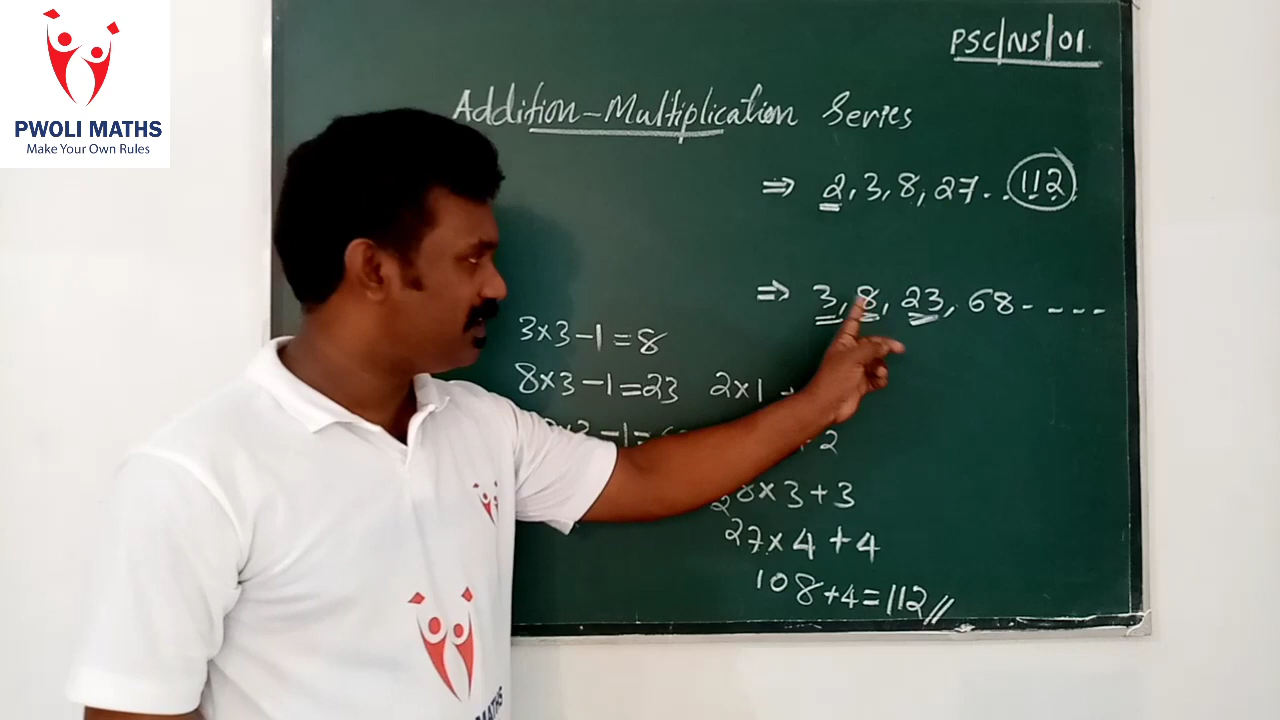 PWOLI MATHS
Make Your Own Rules
PSC/NS/01.
Addition-Multiplication Series
⇒ 2, 3, 8, 27.. 112
⇒ 3, 8, 23, 68- - - -
3×3-1=8
8×3-1=23
-1=
2×1
2
8×3+3
27×4+4
108+4=112//